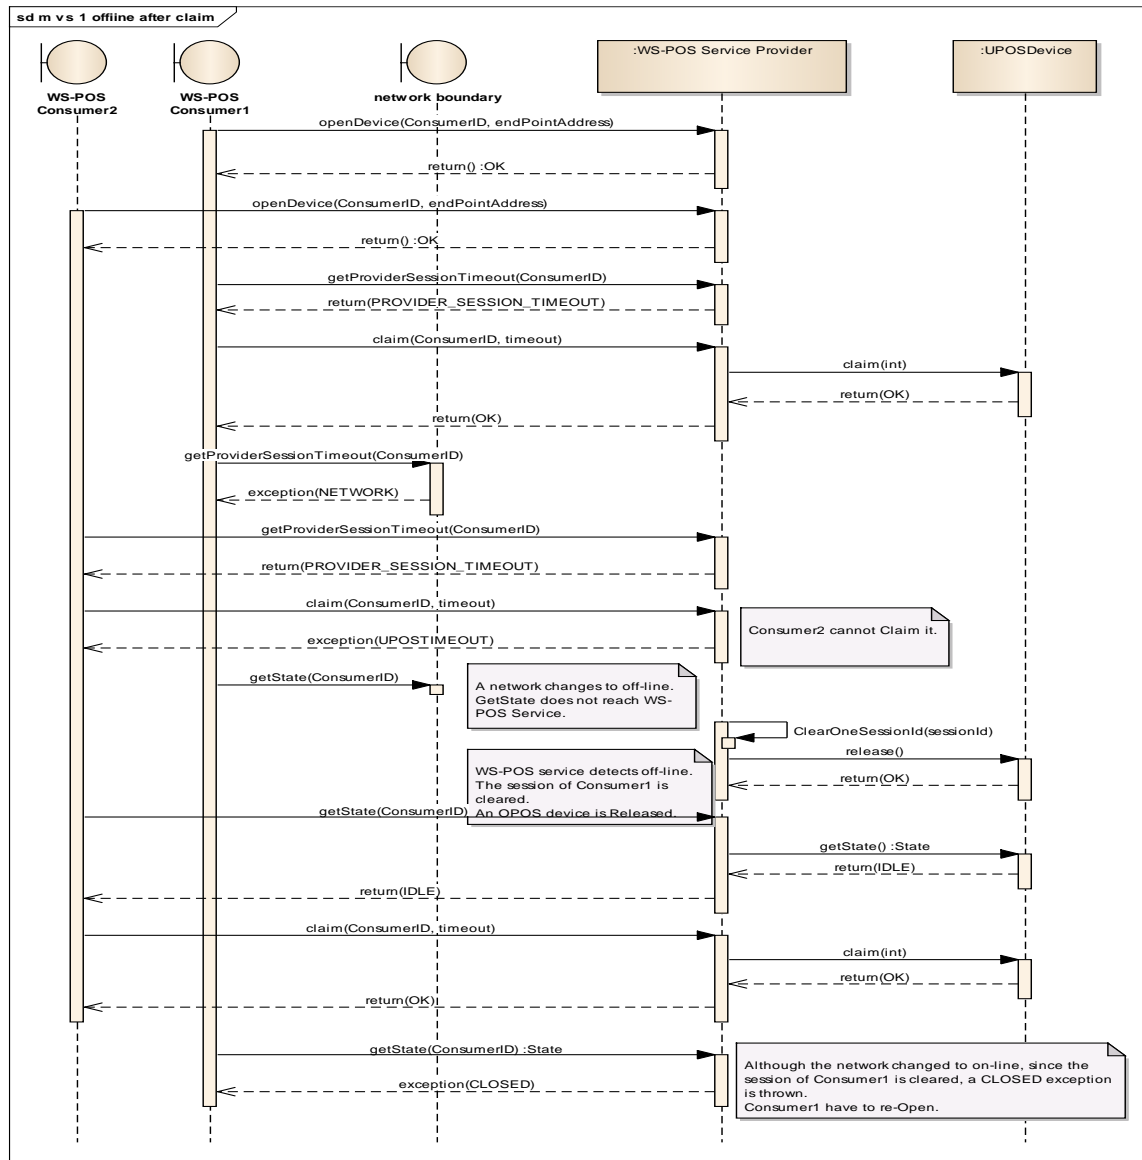 sd m v s 1 offline after claim
WS-POS
Consumer2
WS-POS
Consumer1
network boundary
:WS-POS Service Provider
:UPOSDevice
openDevice(ConsumerID, endPointAddress)
return() :OK
openDevice(ConsumerID, endPointAddress)
return() :OK
getProviderSessionTimeout(ConsumerID)
return(PROVIDER_SESSION_TIMEOUT)
claim(ConsumerID, timeout)
claim(int)
return(OK)
return(OK)
getProviderSessionTimeout(ConsumerID)
exception(NETWORK)
getProviderSessionTimeout(ConsumerID)
return(PROVIDER_SESSION_TIMEOUT)
claim(ConsumerID, timeout)
exception(UPOSTIMEOUT)
Consumer2 cannot Claim it.
getState(ConsumerID)
A network changes to off-line.
GetState does not reach WS-
POS Service.
ClearOneSessionId(sessionId)
release()
return(OK)
WS-POS service detects off-line.
The session of Consumer1 is
cleared.
An OPOS device is Released.
getState(ConsumerID)
getState() :State
return(IDLE)
return(IDLE)
claim(ConsumerID, timeout)
claim(int)
return(OK)
return(OK)
getState(ConsumerID) :State
exception(CLOSED)
Although the network changed to on-line, since the
session of Consumer1 is cleared, a CLOSED exception
is thrown.
Consumer1 have to re-Open.